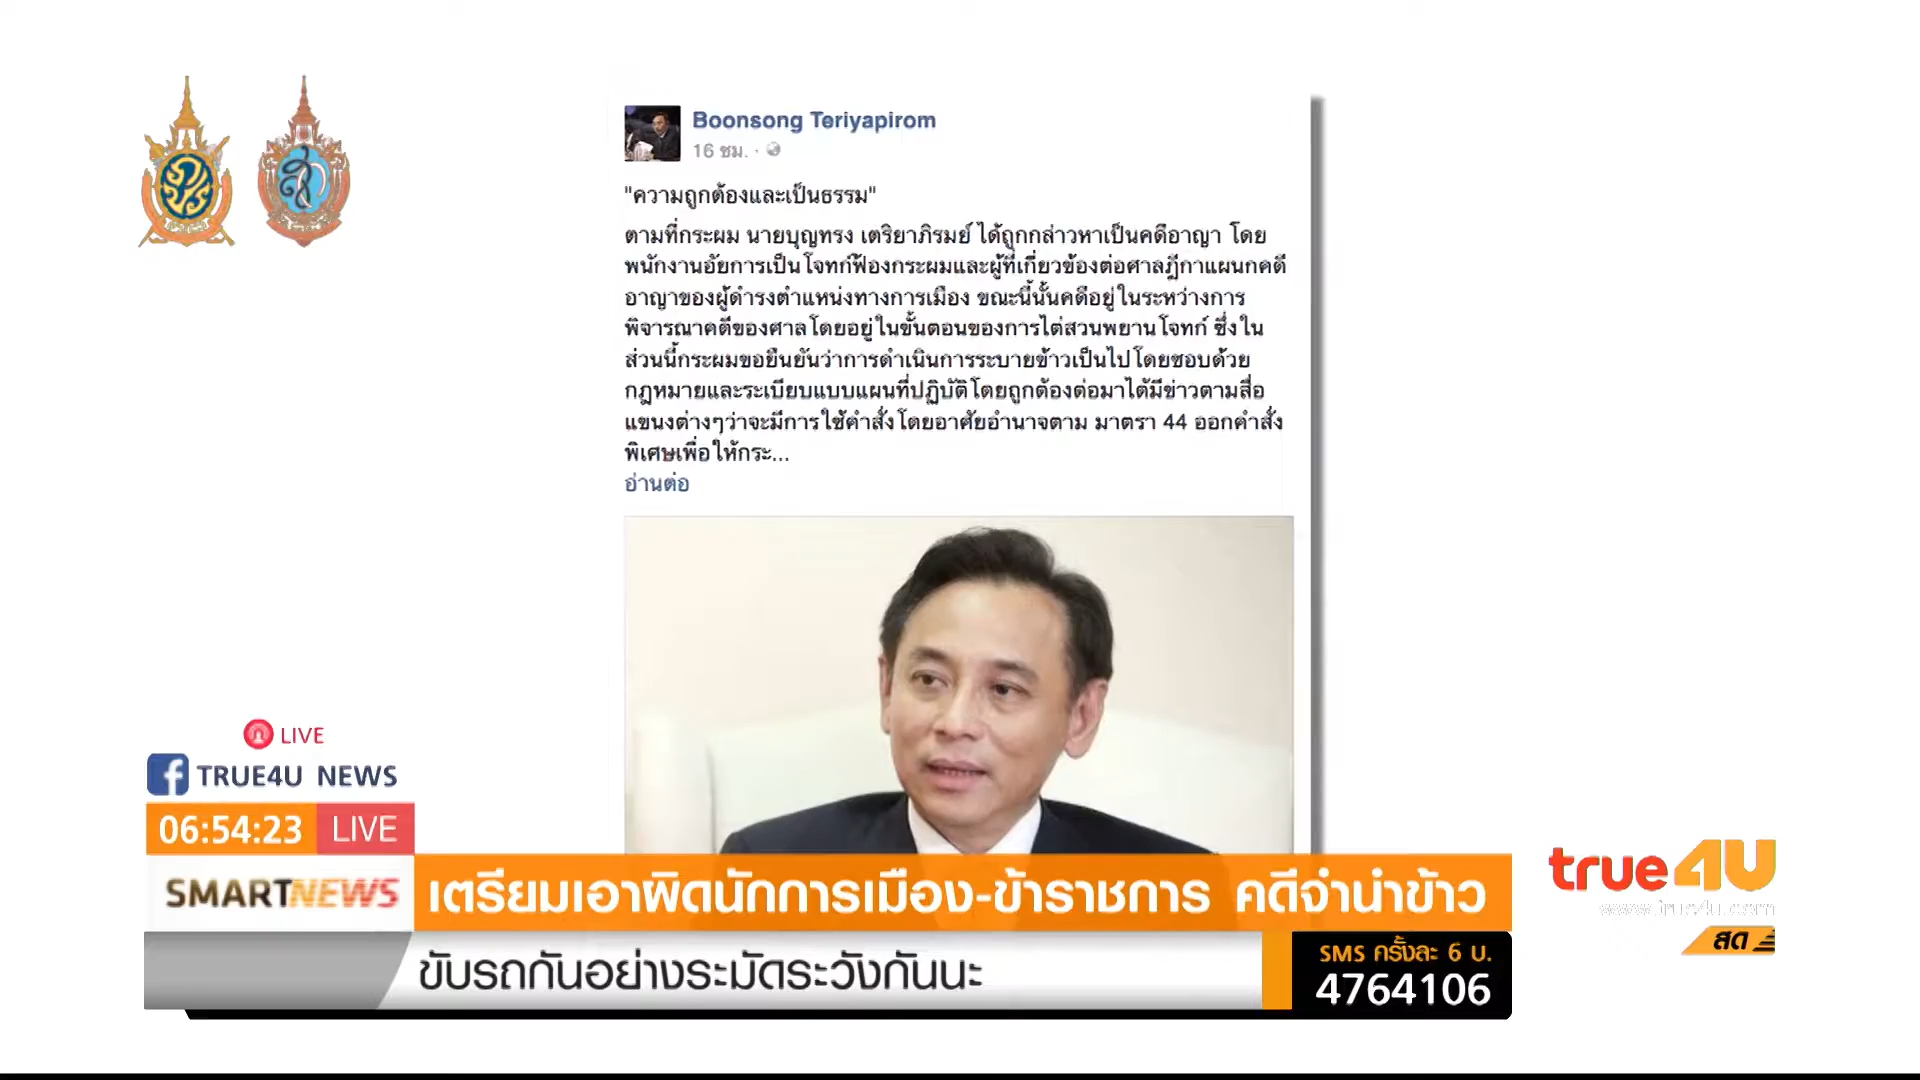 Boonsong Teriyapirom
16 ชม. ·
"ความถูกต้องและเป็นธรรม"
ตามที่กระผม นายบุญทรง เตริยาภิรมย์ ได้ถูกกล่าวหาเป็นคดีอาญา โดย
พนักงานอัยการเป็นโจทก์ฟ้องกระผมและผู้ที่เกี่ยวข้องต่อศาลฎีกาแผนกคดี
อาญาของผู้ดำรงตำแหน่งทางการเมือง ขณะนี้นั้นคดีอยู่ในระหว่างการ
พิจารณาคดีของศาลโดยอยู่ในขั้นตอนของการไต่สวนพยานโจทก์ ซึ่งใน
ส่วนนี้กระผมขอยืนยันว่าการดำเนินการระบายข้าวเป็นไปโดยชอบด้วย
กฎหมายและระเบียบแบบแผนที่ปฏิบัติโดยถูกต้องต่อมาได้มีข่าวตามสื่อ
แขนงต่างๆว่าจะมีการใช้คำสั่งโดยอาศัยอำนาจตาม มาตรา 44 ออกคำสั่ง
พิเศษเพื่อให้กระ...
อ่านต่อ
LIVE
TRUE4U NEWS
06:54:23 LIVE
SMARTNEWS
เตรียมเอาผิดนักการเมือง-ข้าราชการ คดีจำนำข้าว
ขับรถกันอย่างระมัดระวังกันนะ
SMS ครั้งละ 6 บ.
4764106
true4U
www.true4u.com
สด